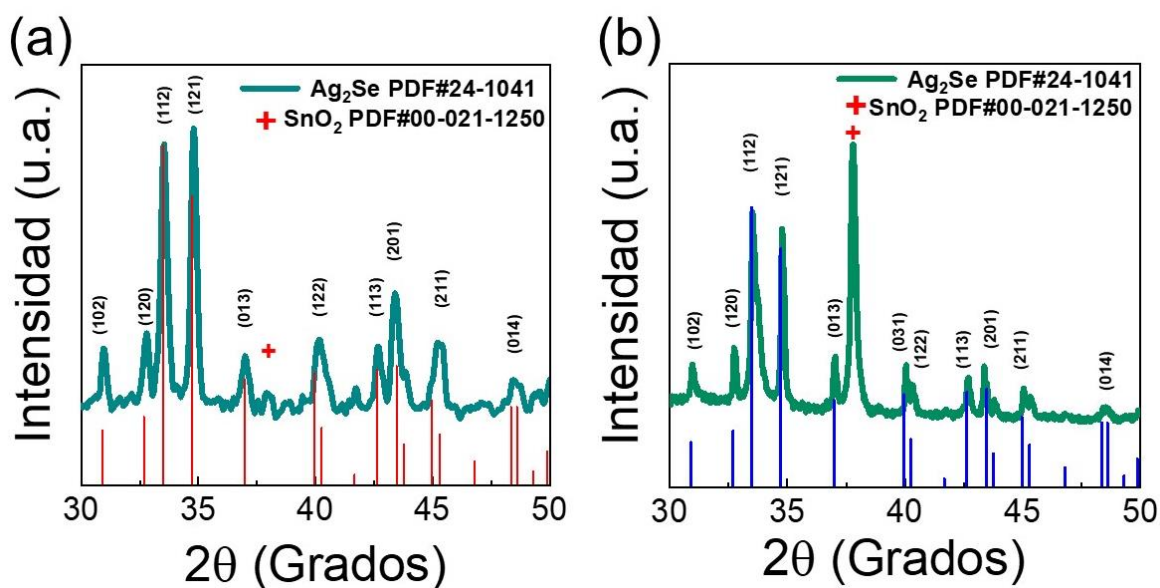 (a)
Intensidad (u.a.)
Ag₂Se PDF#24-1041
+ SnO₂ PDF#00-021-1250
(102)
(120)
(112)
(121)
(013)
+
(122)
(113)
(201)
(211)
(014)
30 35 40 45 50
2θ (Grados)
(b)
Intensidad (u.a.)
Ag₂Se PDF#24-1041
+ SnO₂ PDF#00-021-1250
+
(102)
(120)
(112)
(121)
(013)
(031)
(122)
(113)
(201)
(211)
(014)
30 35 40 45 50
2θ (Grados)